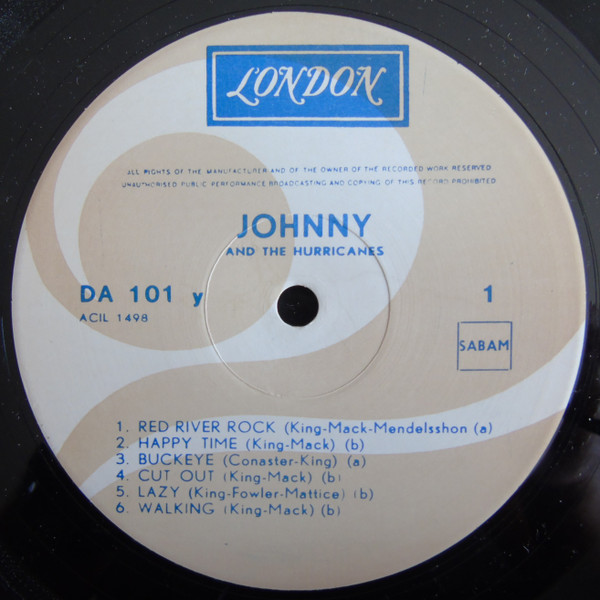 LONDON
ALL RIGHTS OF THE MANUFACTURER AND OF THE OWNER OF THE RECORDED WORK RESERVED
UNAUTHORISED PUBLIC PERFORMANCE BROADCASTING AND COPYING OF THIS RECORD PROHIBITED
JOHNNY
AND THE HURRICANES
DA 101 y 1
ACIL 1498
SABAM
1. RED RIVER ROCK (King-Mack-Mendelsshon (a)
2. HAPPY TIME (King-Mack) (b)
3. BUCKEYE (Conaster-King) (a)
4. CUT OUT (King-Mack) (b)
5. LAZY (King-Fowler-Mattice) (b)
6. WALKING (King-Mack) (b)